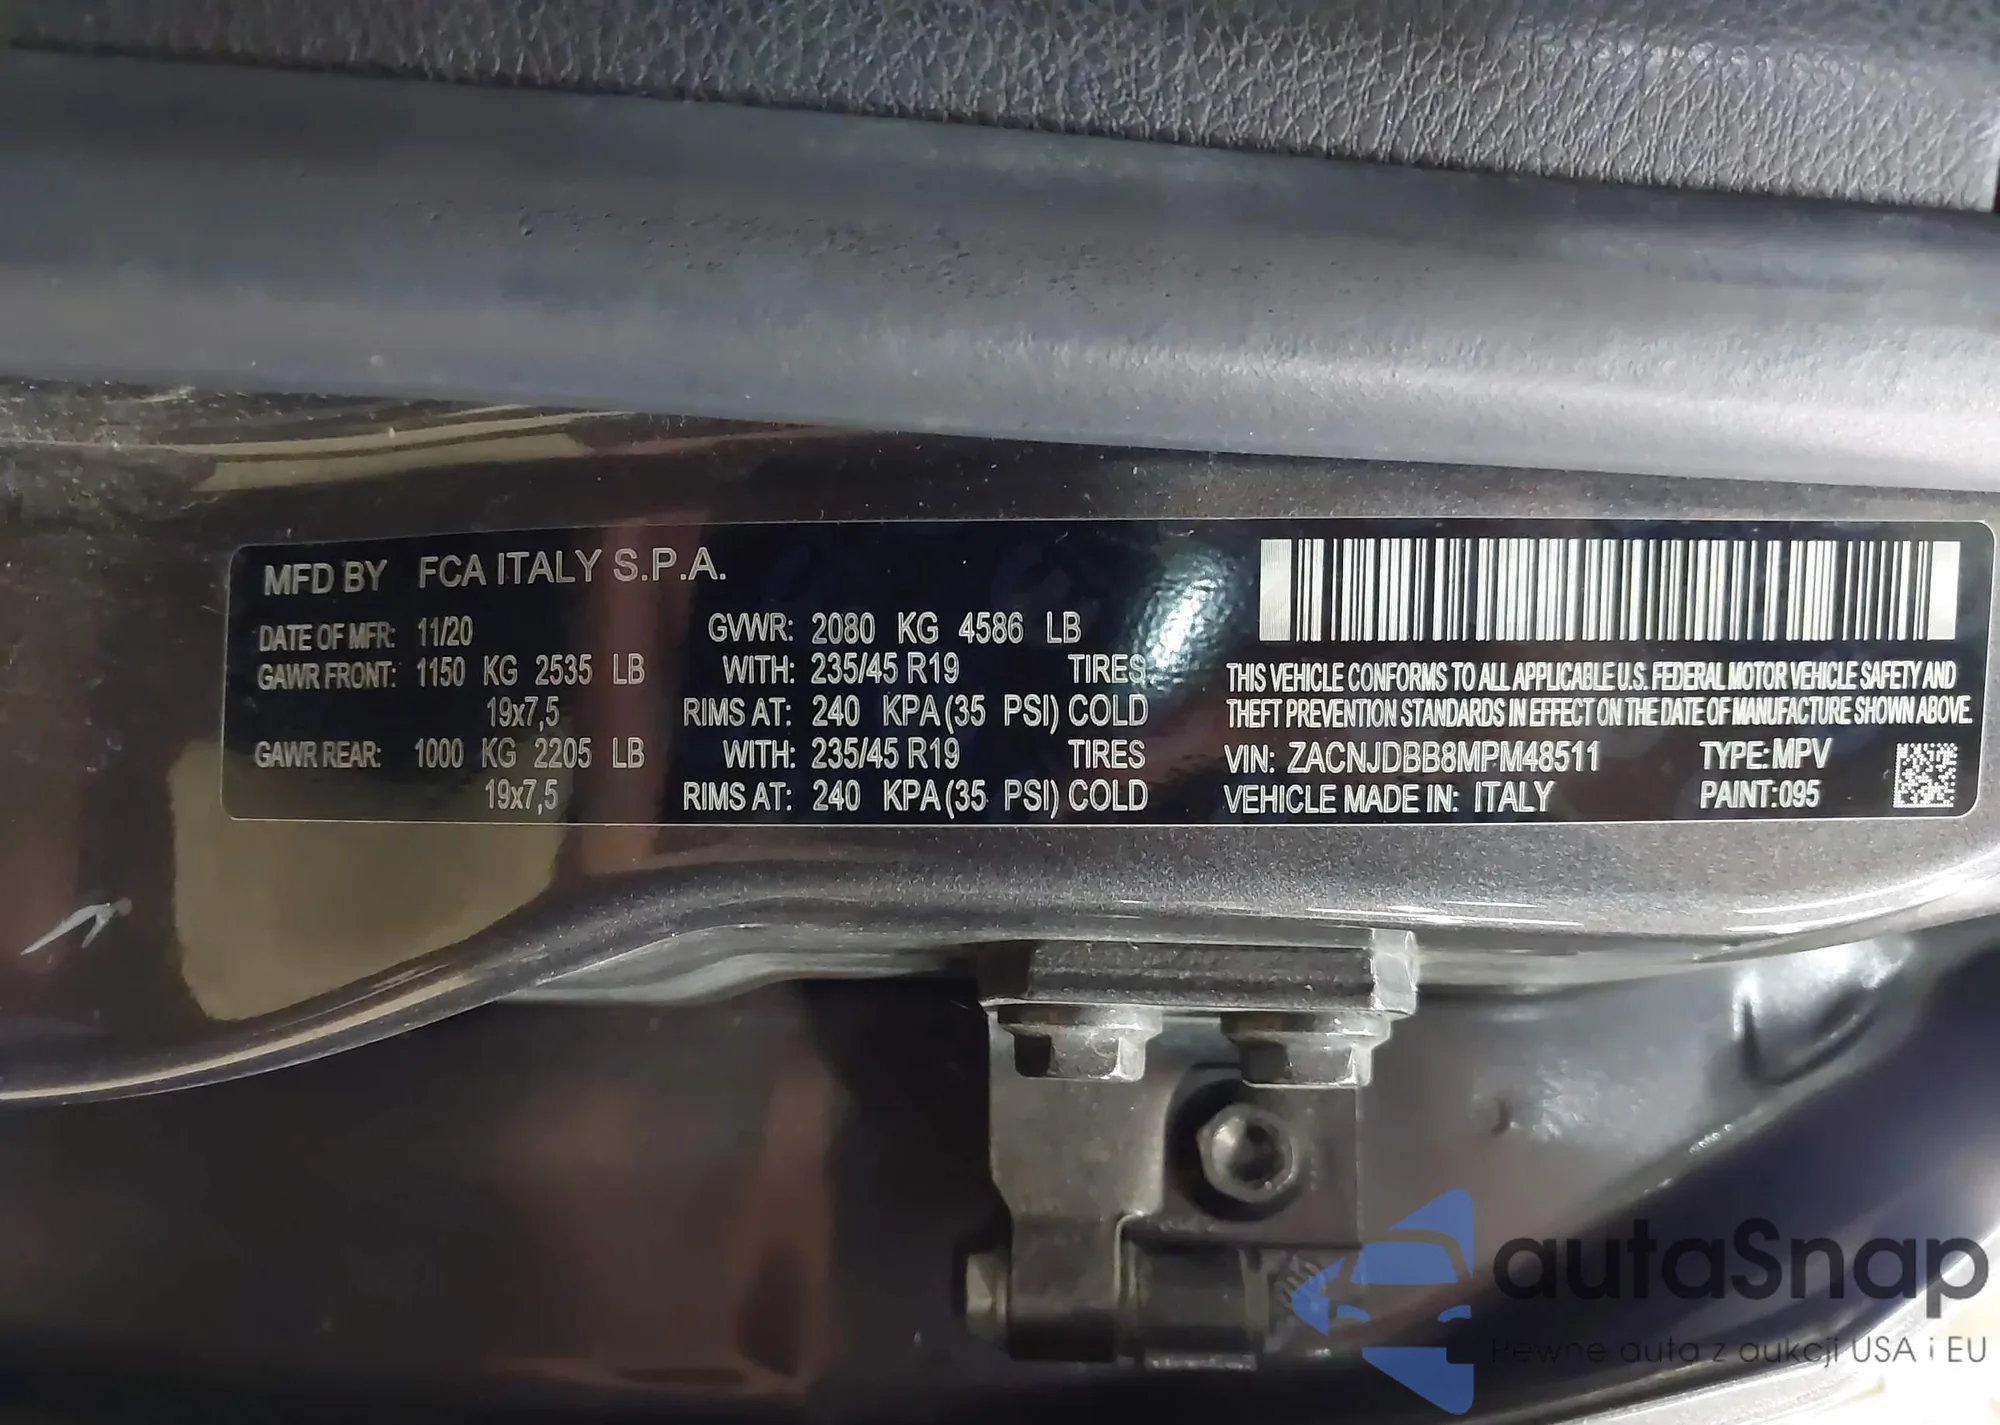 MFD BY FCA ITALY S.P.A.
DATE OF MFR: 11/20 GVWR: 2080 KG 4586 LB
GAWR FRONT: 1150 KG 2535 LB WITH: 235/45 R19 TIRES
19x7,5 RIMS AT: 240 KPA (35 PSI) COLD
GAWR REAR: 1000 KG 2205 LB WITH: 235/45 R19 TIRES
19x7,5 RIMS AT: 240 KPA (35 PSI) COLD
THIS VEHICLE CONFORMS TO ALL APPLICABLE U.S. FEDERAL MOTOR VEHICLE SAFETY AND
THEFT PREVENTION STANDARDS IN EFFECT ON THE DATE OF MANUFACTURE SHOWN ABOVE.
VIN: ZACNJDBB8MPM48511 TYPE: MPV
VEHICLE MADE IN: ITALY PAINT: 095
autaSnap
Pewne auta z aukcji USA i EU